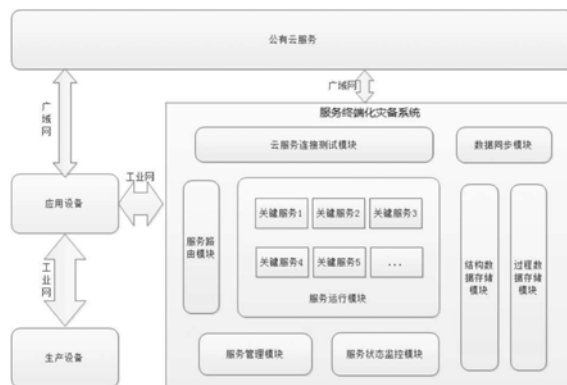 公有云服务
广域网
广域网
服务终端化灾备系统
云服务连接测试模块
数据同步模块
工业网
应用设备
服务路由模块
关键服务1
关键服务2
关键服务3
关键服务4
关键服务5
...
服务运行模块
结构数据存储模块
过程数据存储模块
工业网
生产设备
服务管理模块
服务状态监控模块